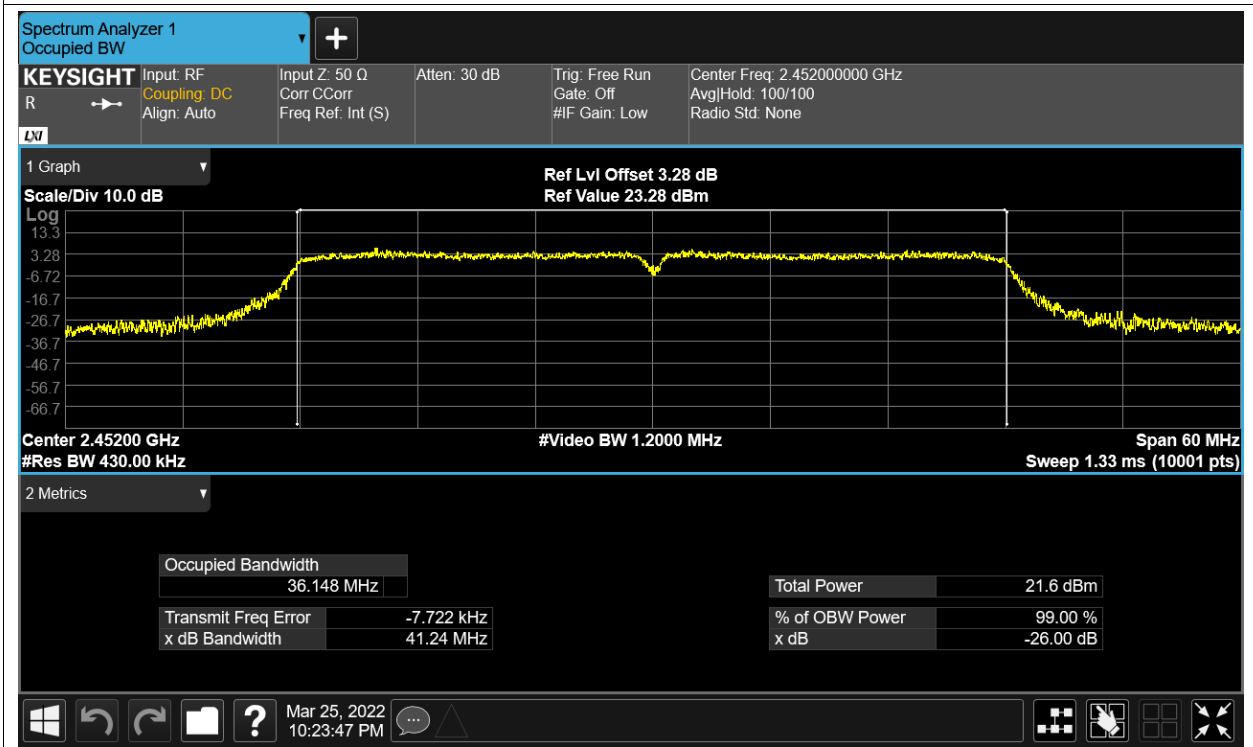 Spectrum Analyzer 1
Occupied BW
KEYSIGHT
R
LXI
Input: RF
Coupling: DC
Align: Auto
Input Z: 50 Ω
Corr CCorr
Freq Ref: Int (S)
Atten: 30 dB
Trig: Free Run
Gate: Off
#IF Gain: Low
Center Freq: 2.452000000 GHz
Avg|Hold: 100/100
Radio Std: None
1 Graph
Scale/Div 10.0 dB
Ref Lvl Offset 3.28 dB
Ref Value 23.28 dBm
Log
13.3
3.28
-6.72
-16.7
-26.7
-36.7
-46.7
-56.7
-66.7
Center 2.45200 GHz
#Res BW 430.00 kHz
#Video BW 1.2000 MHz
Span 60 MHz
Sweep 1.33 ms (10001 pts)
2 Metrics
Occupied Bandwidth
36.148 MHz
Transmit Freq Error -7.722 kHz
x dB Bandwidth 41.24 MHz
Total Power 21.6 dBm
% of OBW Power 99.00 %
x dB -26.00 dB
?
Mar 25, 2022
10:23:47 PM